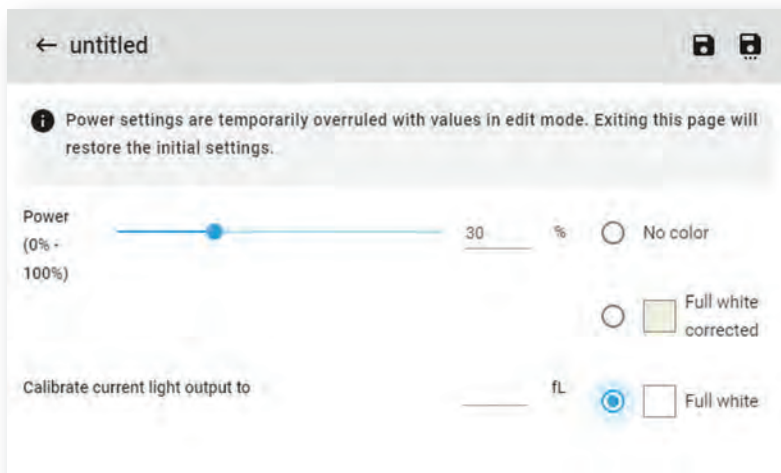 ← untitled
Power settings are temporarily overruled with values in edit mode. Exiting this page will
restore the initial settings.
Power
(0% -
100%)
30 %
No color
Full white
corrected
Calibrate current light output to
fL
Full white